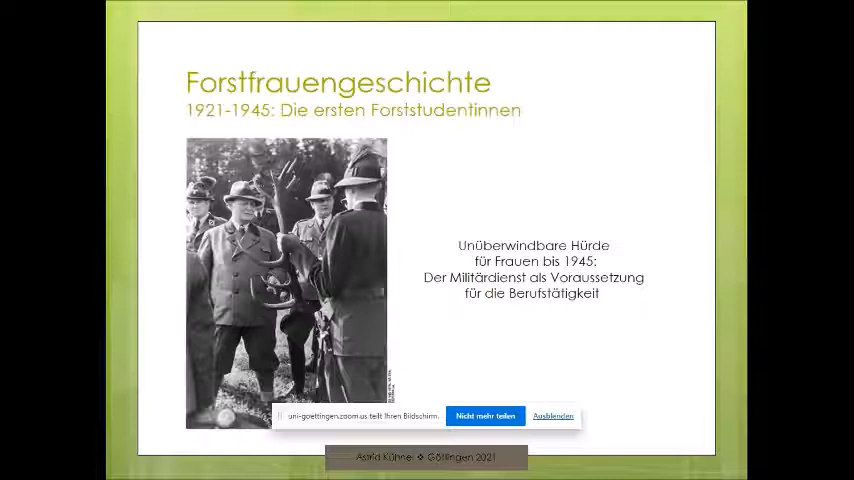 Forstfrauengeschichte
1921-1945: Die ersten Forststudentinnen
Unüberwindbare Hürde
für Frauen bis 1945:
Der Militärdienst als Voraussetzung
für die Berufstätigkeit
uni-goettingen.zoom.us teilt Ihren Bildschirm.
Nicht mehr teilen
Ausblenden
Astrid Kühnel ❖ Göttingen 2021